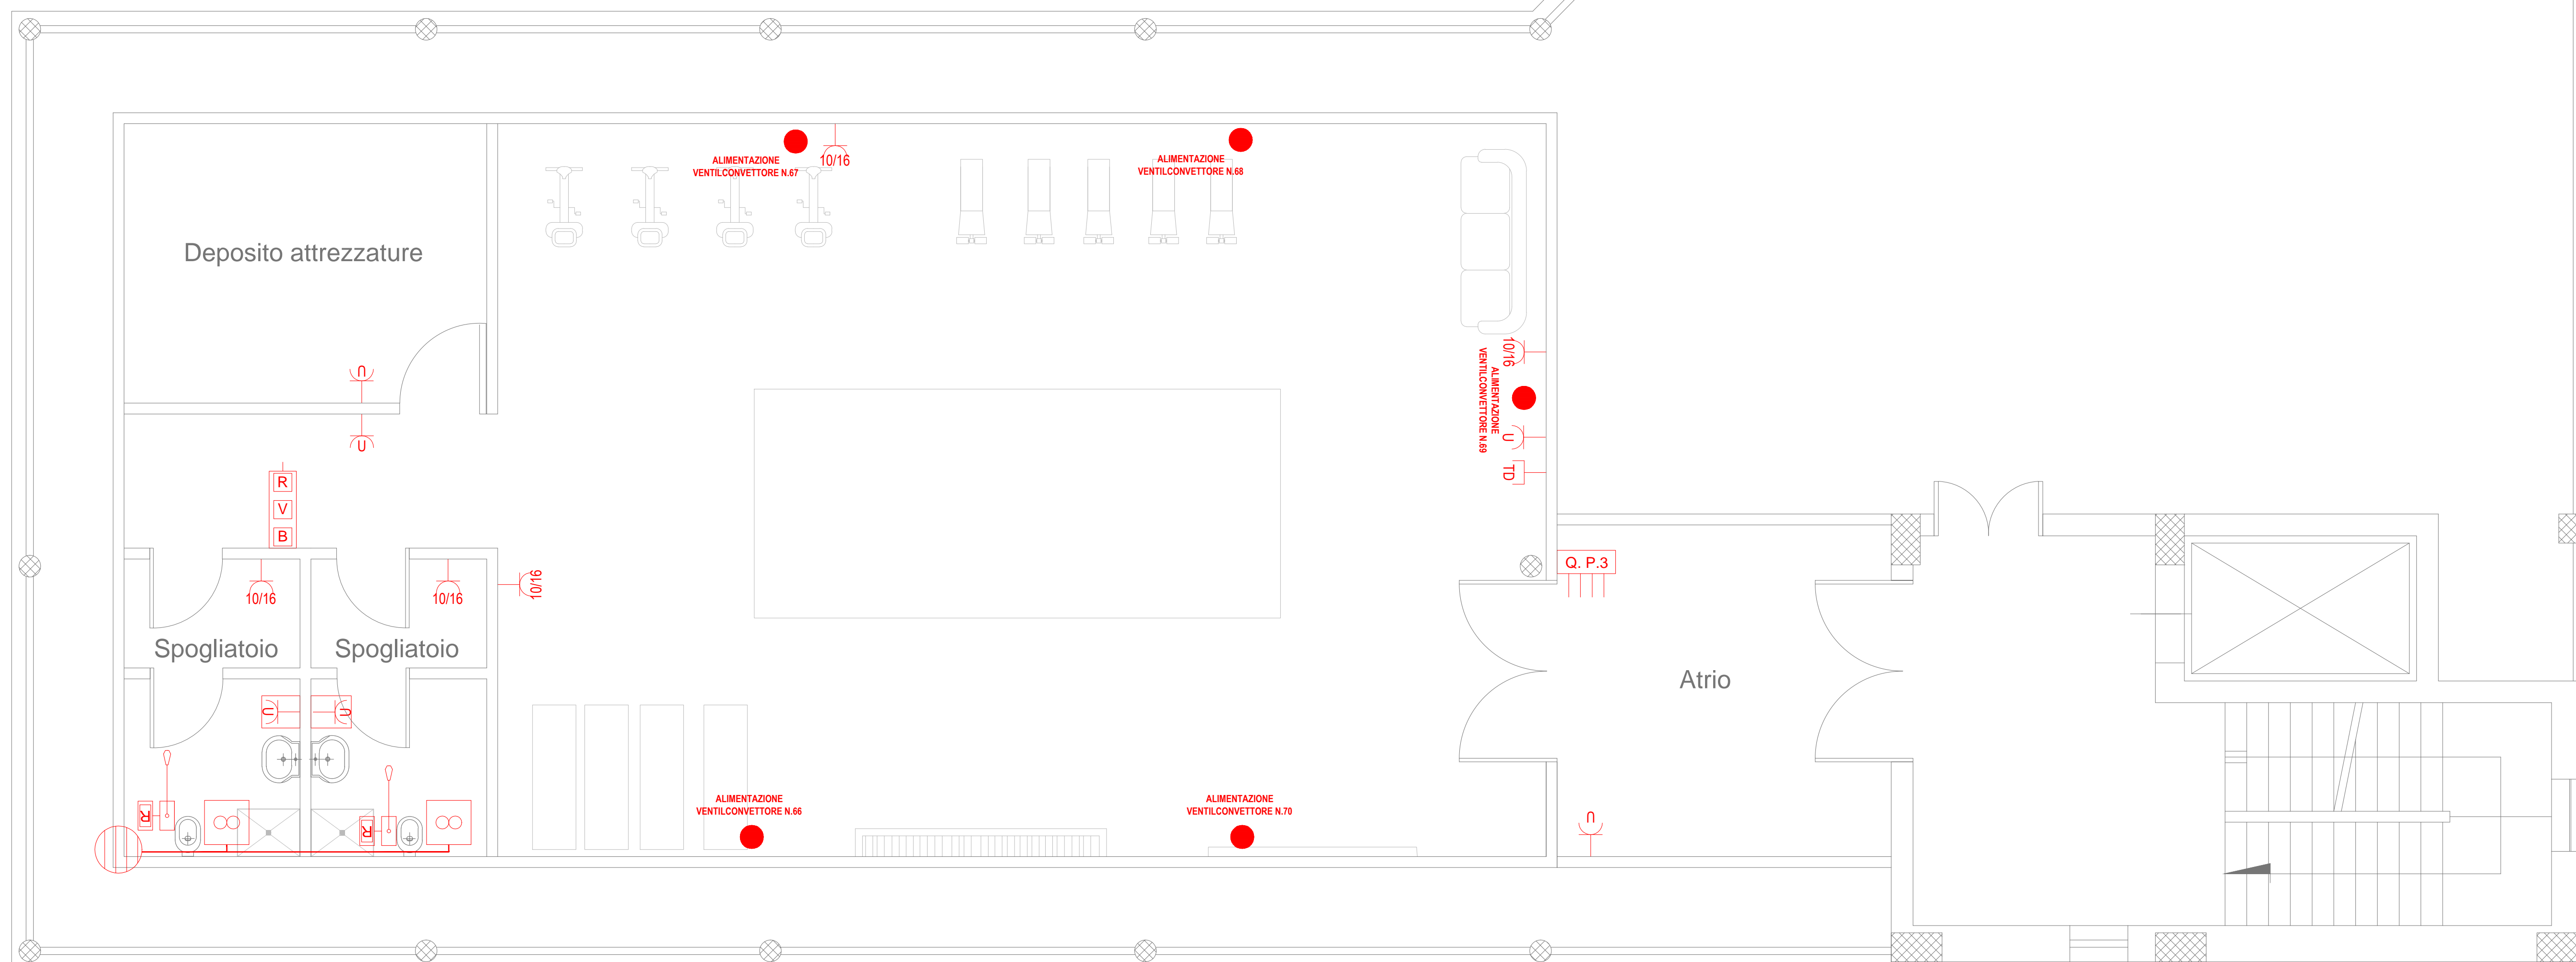 ALIMENTAZIONE
VENTILCONVETTORE N.67
10/16
ALIMENTAZIONE
VENTILCONVETTORE N.68
Deposito attrezzature
U
U
10/16
ALIMENTAZIONE
VENTILCONVETTORE N.69
U
TD
R
V
B
10/16
10/16
10/16
Q. P.3
Spogliatoio
Spogliatoio
Atrio
U
U
R
R
ALIMENTAZIONE
VENTILCONVETTORE N.66
ALIMENTAZIONE
VENTILCONVETTORE N.70
U